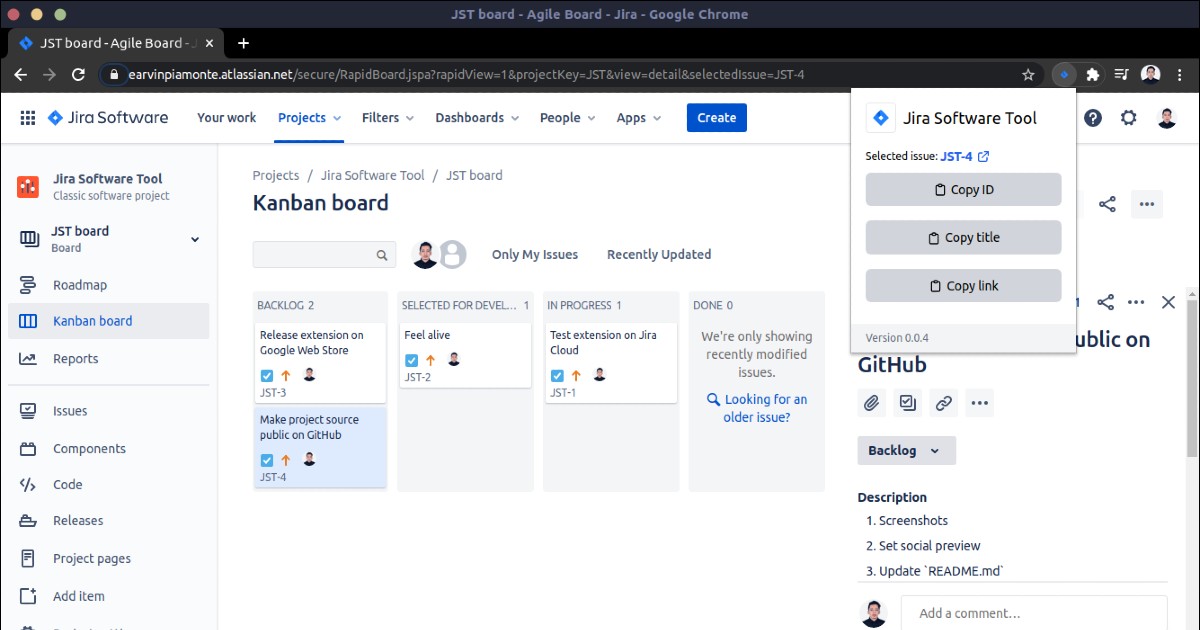 JST board - Agile Board - Jira - Google Chrome
JST board - Agile Board - J
earvinpiamonte.atlassian.net/secure/RapidBoard.jspa?rapidView=1&projectKey=JST&view=detail&selectedIssue=JST-4
Jira Software
Your work
Projects
Filters
Dashboards
People
Apps
Create
Jira Software Tool
Selected issue: JST-4
Copy ID
Copy title
Copy link
Version 0.0.4
Jira Software Tool
Classic software project
JST board
Board
Roadmap
Kanban board
Reports
Issues
Components
Code
Releases
Project pages
Add item
Projects / Jira Software Tool / JST board
Kanban board
Only My Issues
Recently Updated
BACKLOG 2
Release extension on
Google Web Store
JST-3
Make project source
public on GitHub
JST-4
SELECTED FOR DEVEL... 1
Feel alive
JST-2
IN PROGRESS 1
Test extension on Jira
Cloud
JST-1
DONE 0
We're only showing
recently modified
issues.
Looking for an
older issue?
1
ublic on
GitHub
Backlog
Description
1. Screenshots
2. Set social preview
3. Update `README.md`
Add a comment...